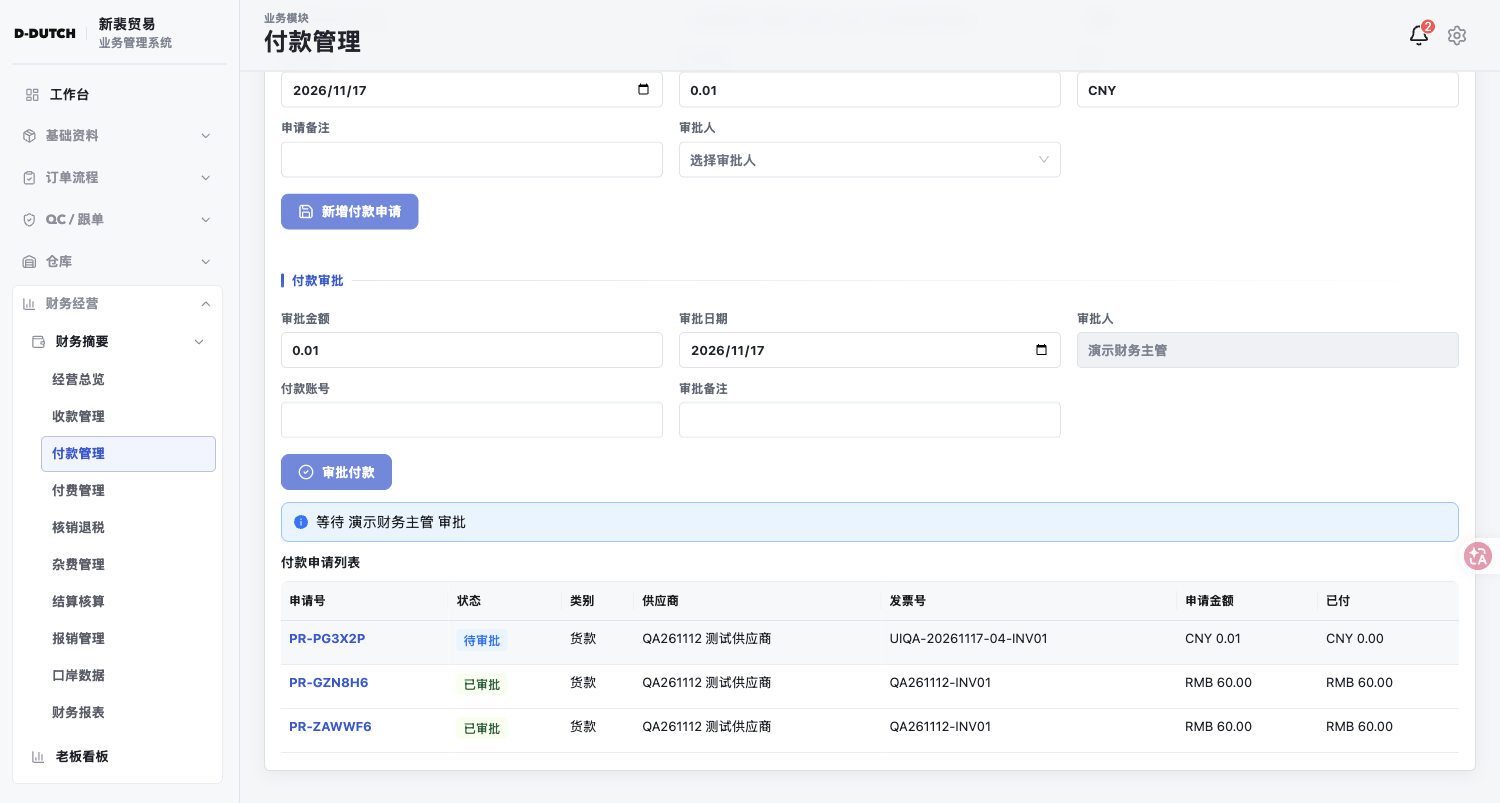 D-DUTCH
新裴贸易
业务管理系统
工作台
基础资料
订单流程
QC / 跟单
仓库
财务经营
财务摘要
经营总览
收款管理
付款管理
付费管理
核销退税
杂费管理
结算核算
报销管理
口岸数据
财务报表
老板看板
业务模块
付款管理
2
2026/11/17
0.01
CNY
申请备注
审批人
选择审批人
新增付款申请
付款审批
审批金额
审批日期
审批人
0.01
2026/11/17
演示财务主管
付款账号
审批备注
审批付款
等待 演示财务主管 审批
付款申请列表
申请号 状态 类别 供应商 发票号 申请金额 已付
PR-PG3X2P 待审批 货款 QA261112 测试供应商 UIQA-20261117-04-INV01 CNY 0.01 CNY 0.00
PR-GZN8H6 已审批 货款 QA261112 测试供应商 QA261112-INV01 RMB 60.00 RMB 60.00
PR-ZAWWF6 已审批 货款 QA261112 测试供应商 QA261112-INV01 RMB 60.00 RMB 60.00